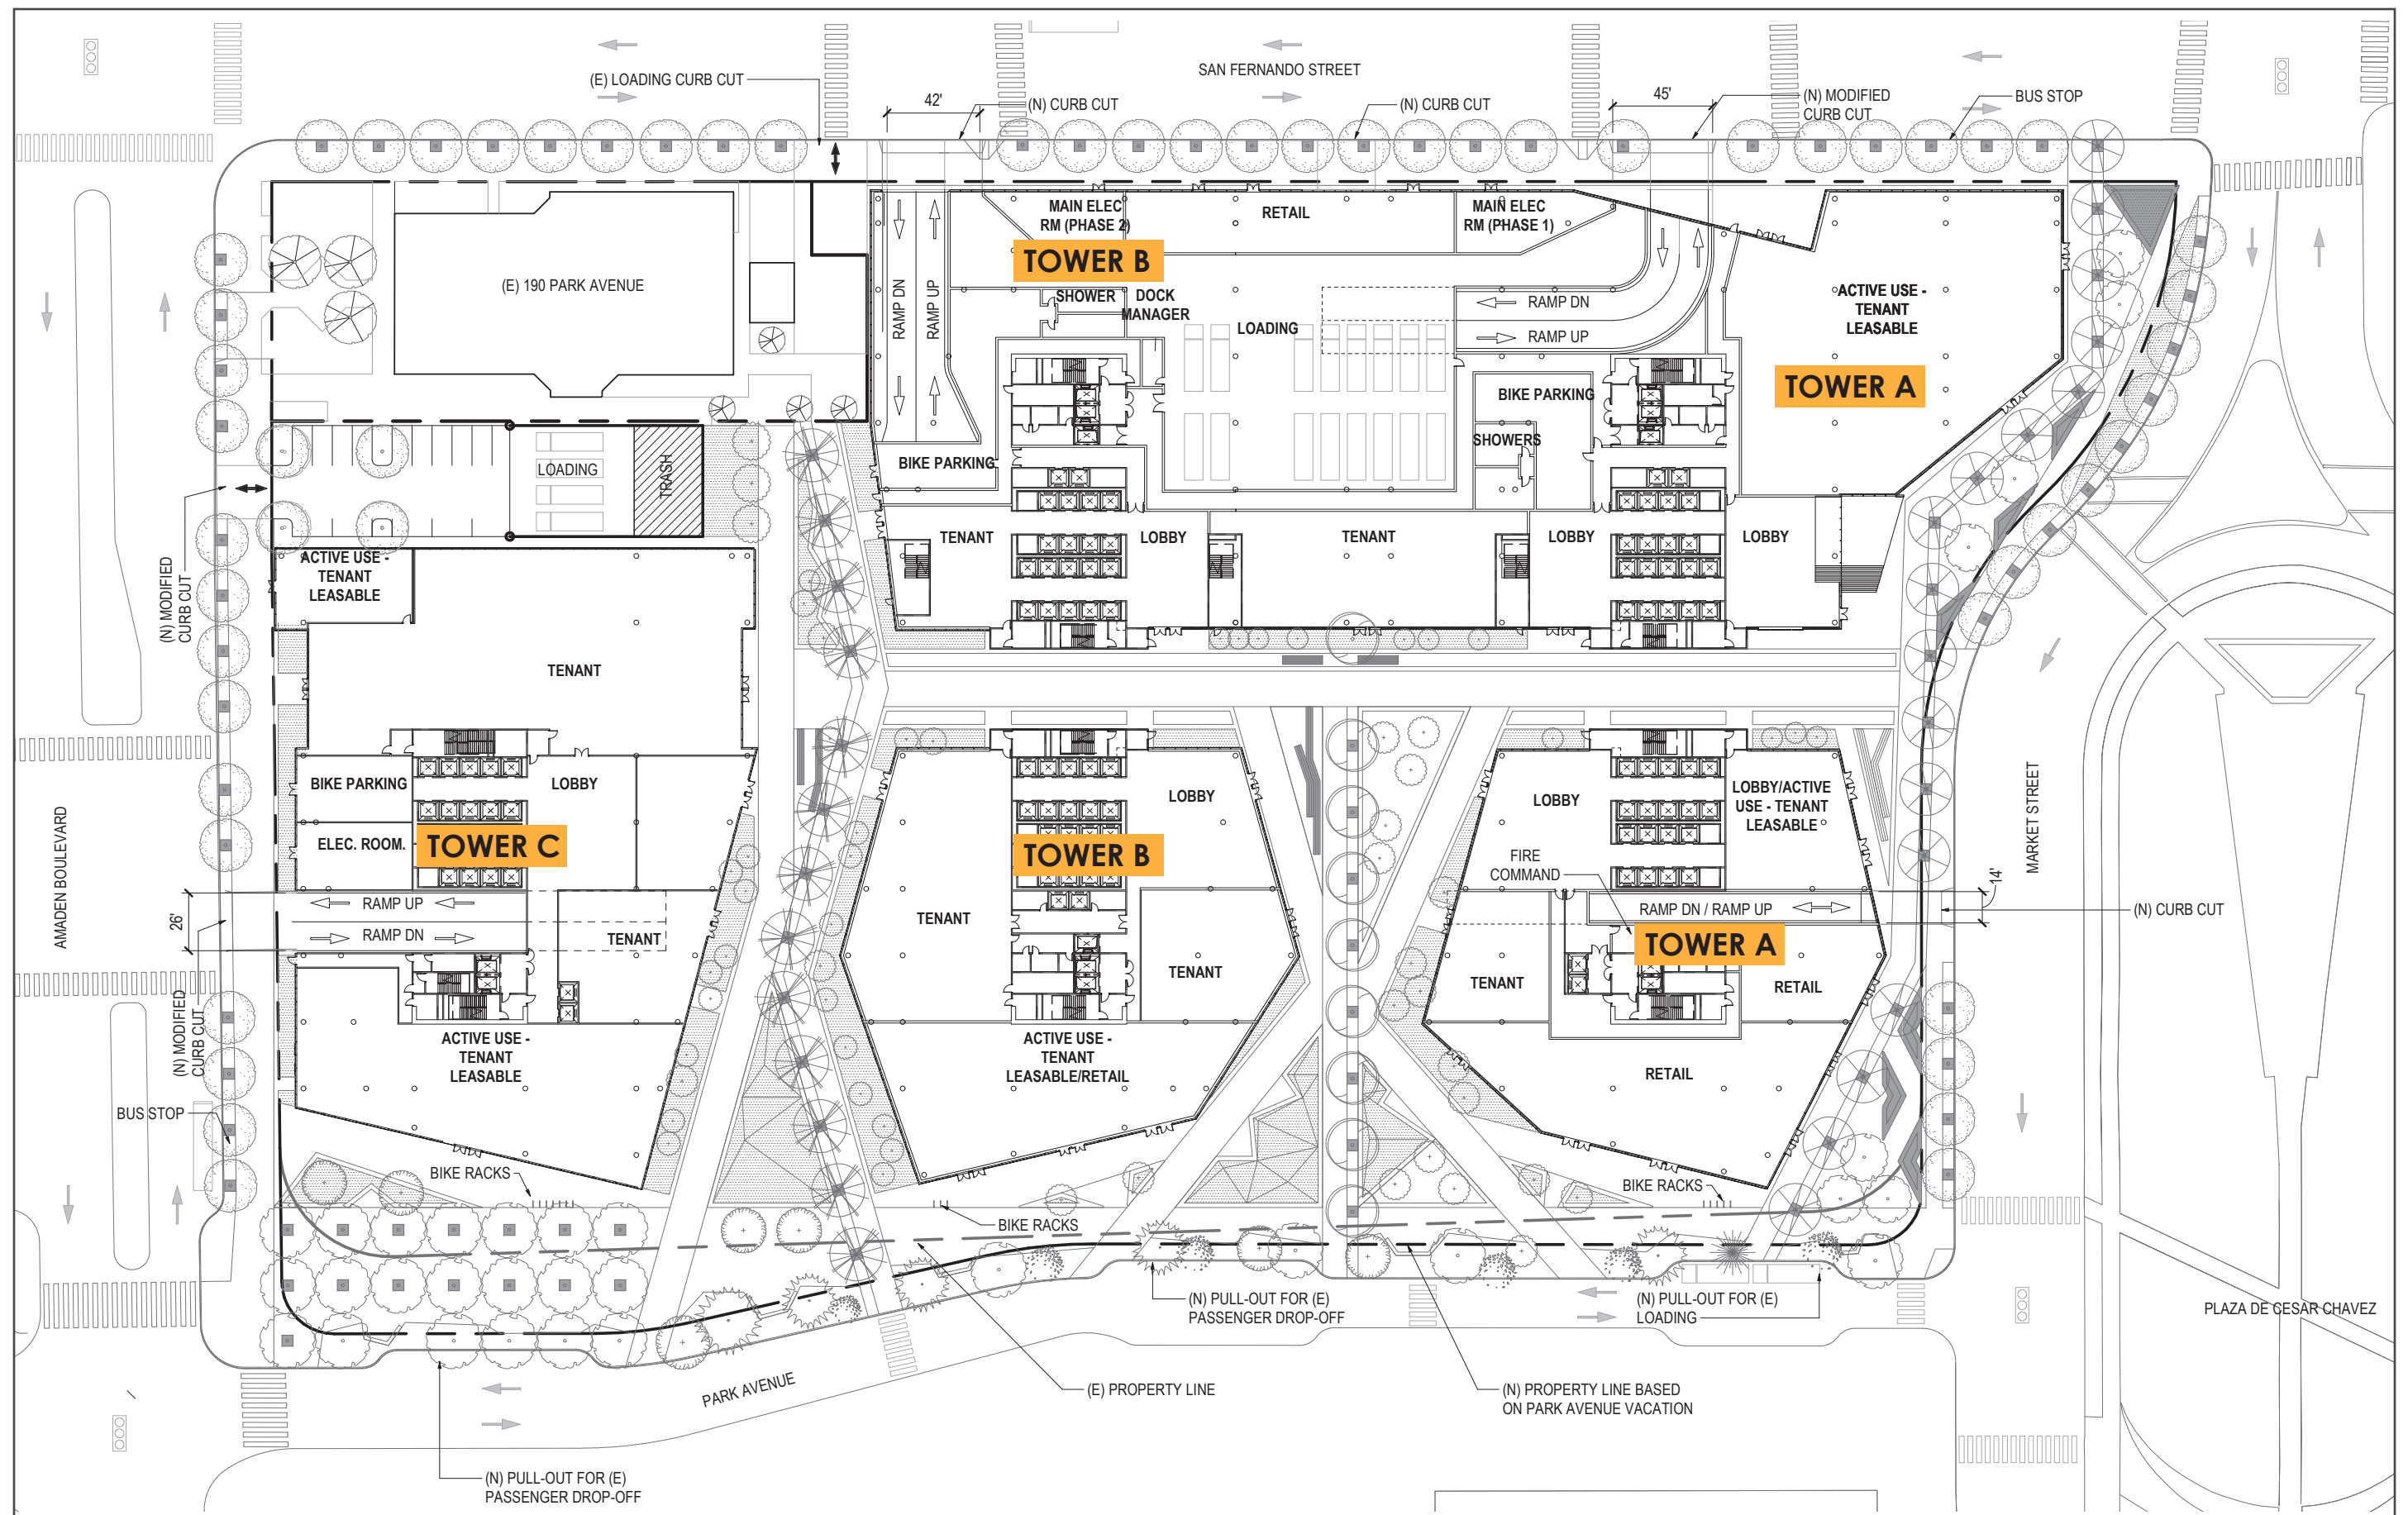 SAN FERNANDO STREET
(E) LOADING CURB CUT
42'
(N) CURB CUT
(N) CURB CUT
45'
(N) MODIFIED
CURB CUT
BUS STOP
(E) 190 PARK AVENUE
RAMP DN
RAMP UP
MAIN ELEC
RM (PHASE 2)
RETAIL
MAIN ELEC
RM (PHASE 1)
TOWER B
SHOWER
DOCK
MANAGER
LOADING
RAMP DN
RAMP UP
ACTIVE USE -
TENANT
LEASABLE
TOWER A
BIKE PARKING
SHOWERS
BIKE PARKING
LOADING
TRASH
TENANT
LOBBY
TENANT
LOBBY
LOBBY
(N) MODIFIED
CURB CUT
ACTIVE USE -
TENANT
LEASABLE
TENANT
BIKE PARKING
LOBBY
ELEC. ROOM.
TOWER C
AMADEN BOULEVARD
26'
RAMP UP
RAMP DN
TENANT
(N) MODIFIED
CURB CUT
ACTIVE USE -
TENANT
LEASABLE
BUS STOP
BIKE RACKS
LOBBY
TOWER B
TENANT
TENANT
ACTIVE USE -
TENANT
LEASABLE/RETAIL
BIKE RACKS
LOBBY
LOBBY/ACTIVE
USE - TENANT
LEASABLE
FIRE
COMMAND
RAMP DN / RAMP UP
14'
(N) CURB CUT
MARKET STREET
TOWER A
TENANT
RETAIL
RETAIL
BIKE RACKS
(N) PULL-OUT FOR (E)
PASSENGER DROP-OFF
(N) PULL-OUT FOR (E)
LOADING
PLAZA DE CESAR CHAVEZ
PARK AVENUE
(E) PROPERTY LINE
(N) PROPERTY LINE BASED
ON PARK AVENUE VACATION
(N) PULL-OUT FOR (E)
PASSENGER DROP-OFF